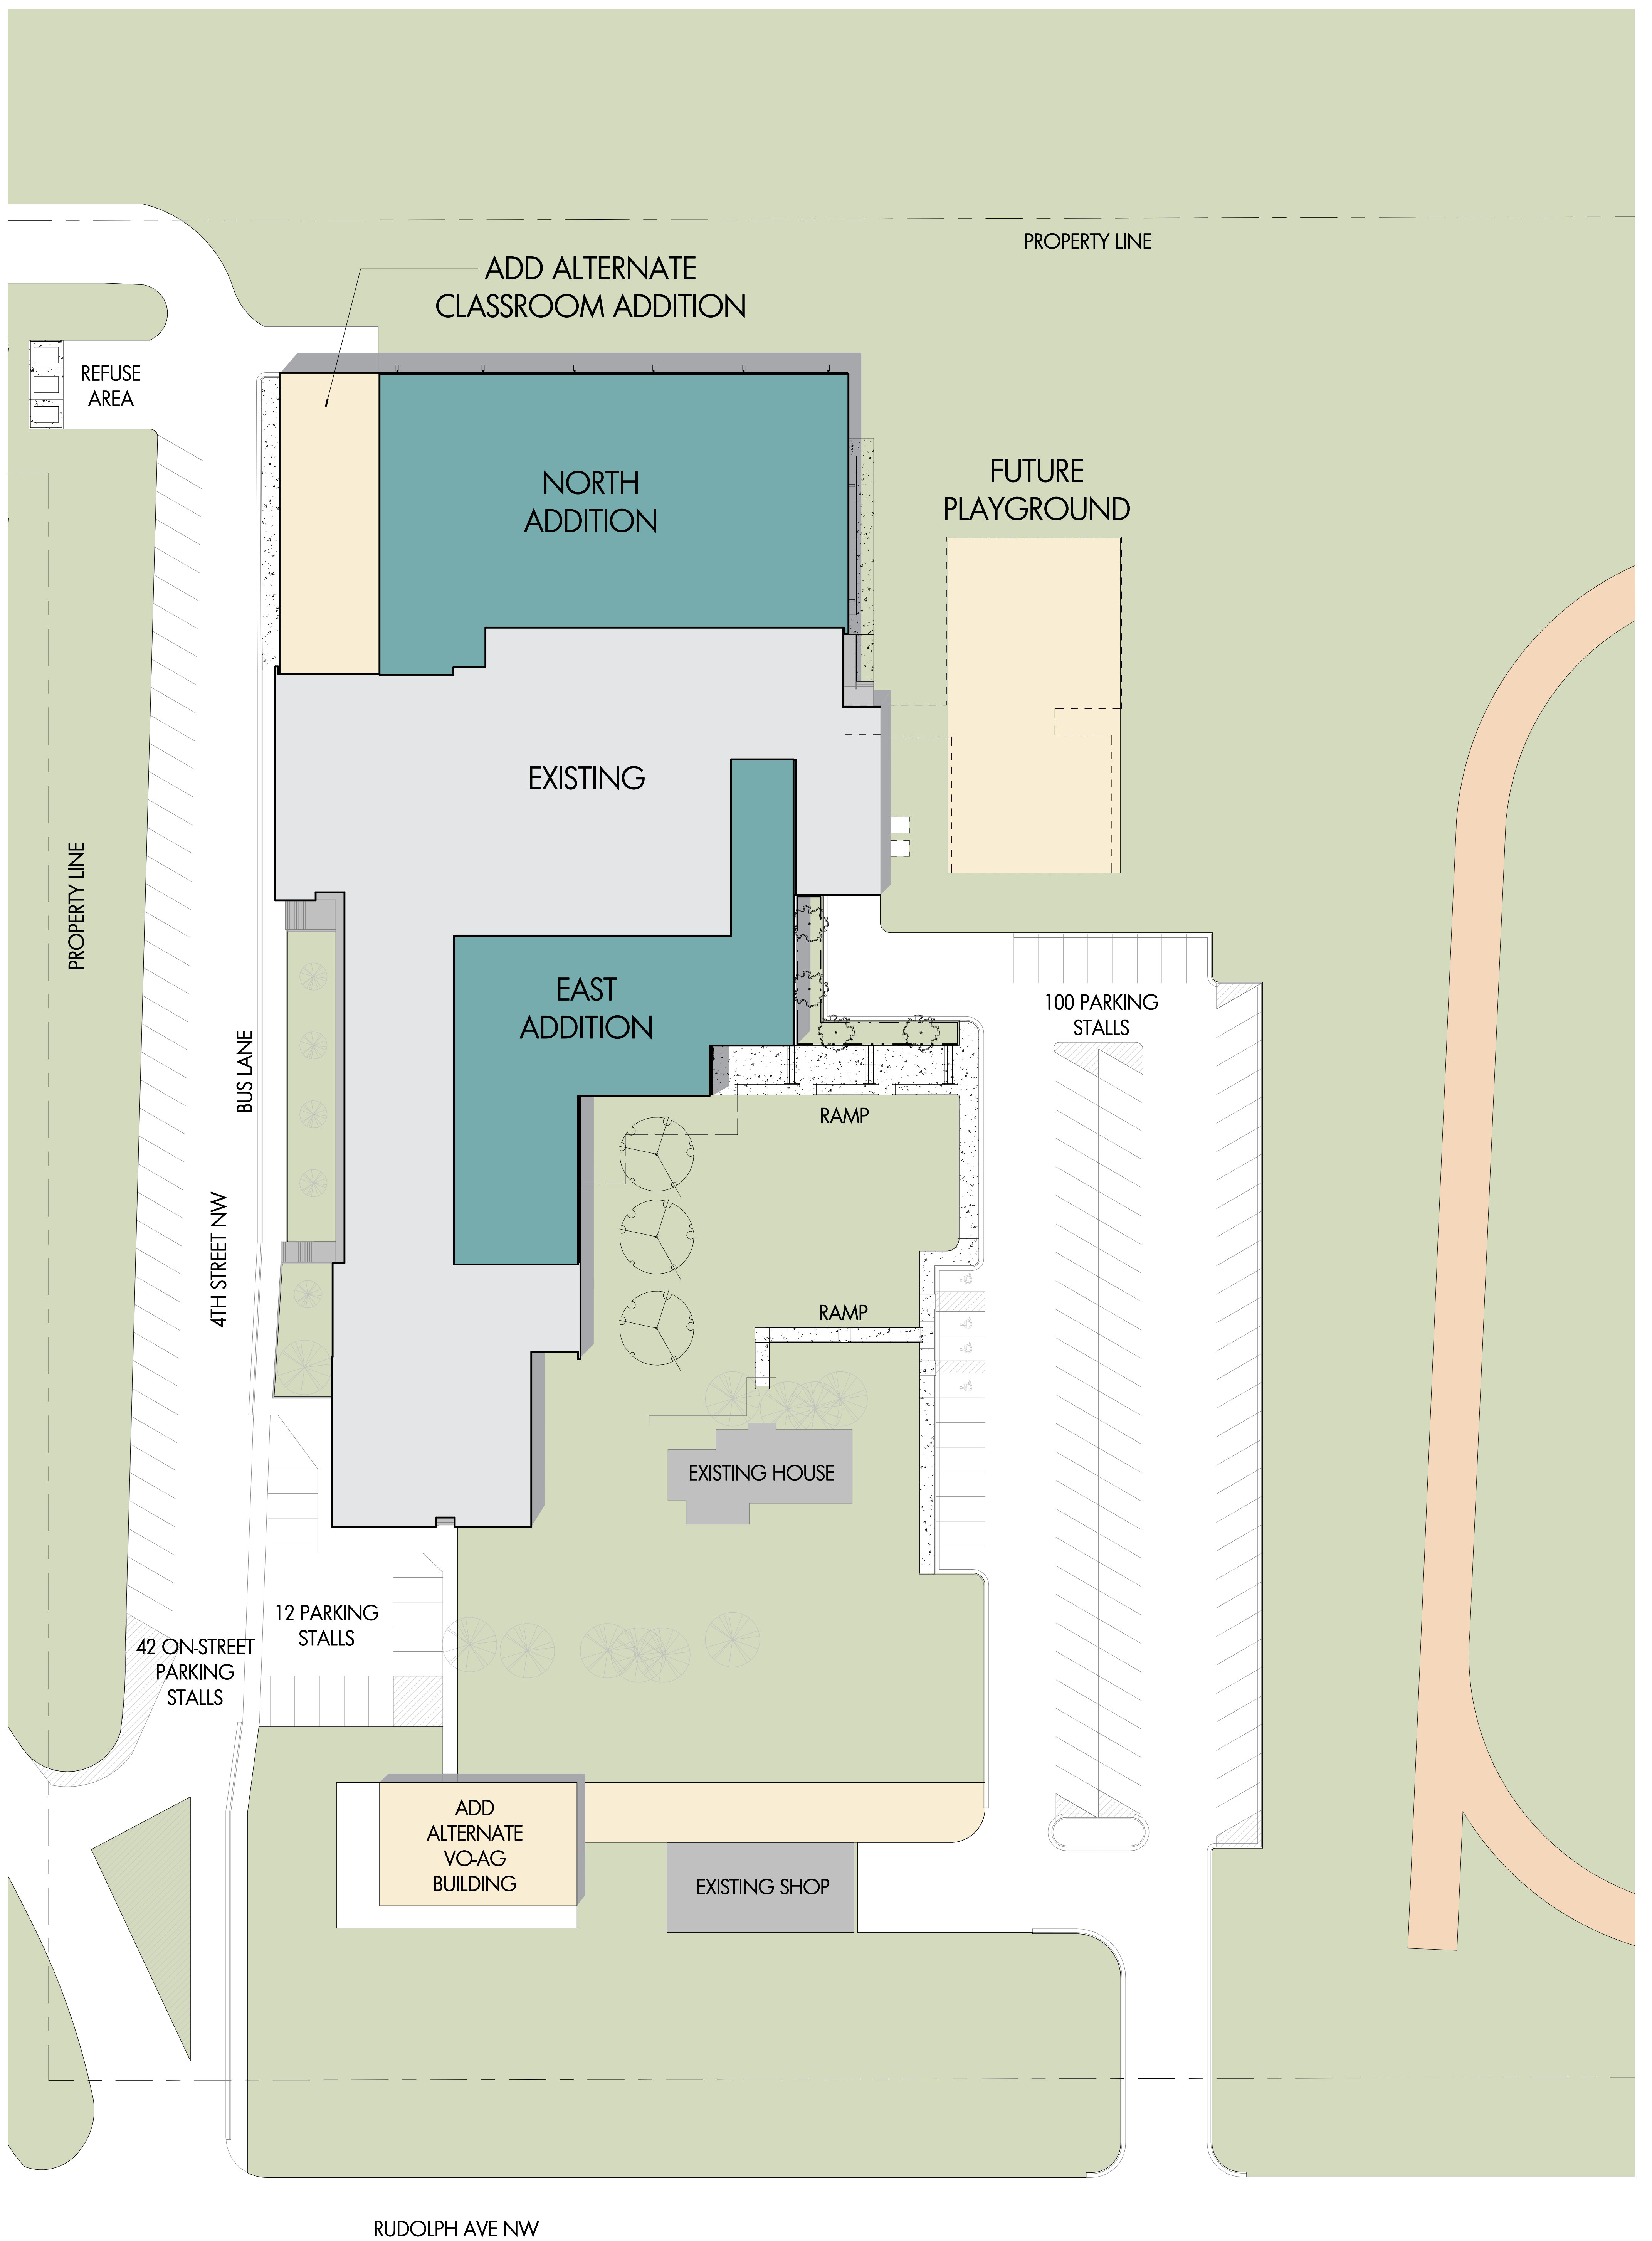 PROPERTY LINE
ADD ALTERNATE
CLASSROOM ADDITION
REFUSE
AREA
NORTH
ADDITION
FUTURE
PLAYGROUND
EXISTING
PROPERTY LINE
EAST
ADDITION
100 PARKING
STALLS
BUS LANE
RAMP
4TH STREET NW
RAMP
EXISTING HOUSE
12 PARKING
STALLS
42 ON-STREET
PARKING
STALLS
ADD
ALTERNATE
VO-AG
BUILDING
EXISTING SHOP
RUDOLPH AVE NW